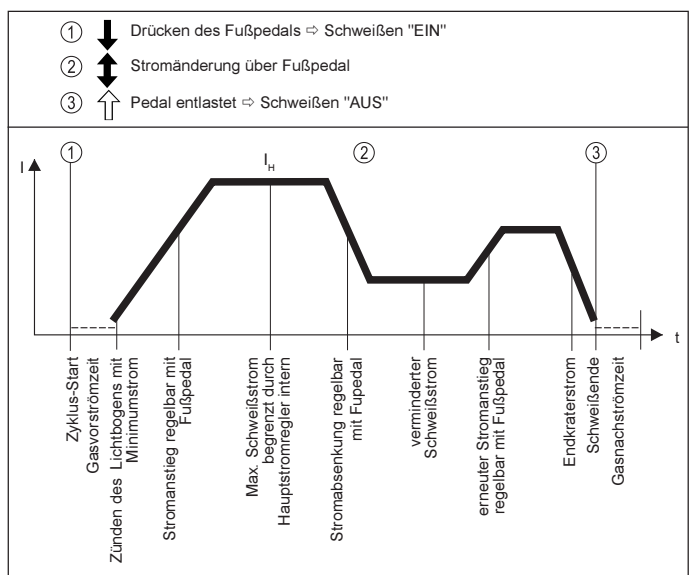 ① Drücken des Fußpedals ⇨ Schweißen "EIN"
② Stromänderung über Fußpedal
③ Pedal entlastet ⇨ Schweißen "AUS"
①
I_H
②
③
I
t
Zyklus-Start
Gasvorströmzeit
Zünden des Lichtbogens mit
Minimumstrom
Stromanstieg regelbar mit
Fußpedal
Max. Schweißstrom
begrenzt durch
Hauptstromregler intern
Stromabsenkung regelbar
mit Fupedal
verminderter
Schweißstrom
erneuter Stromanstieg
regelbar mit Fußpedal
Endkraterstrom
Schweißende
Gasnachströmzeit